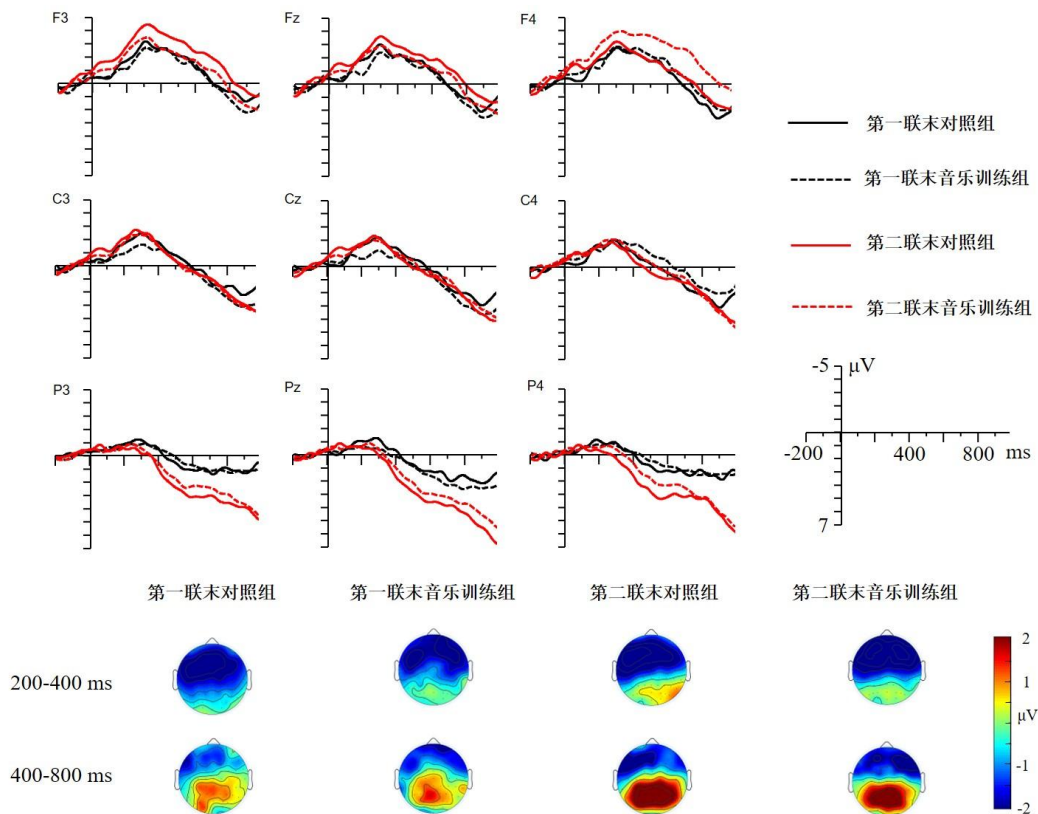 F3
Fz
F4
第一联末对照组
第一联末音乐训练组
C3
Cz
C4
第二联末对照组
第二联末音乐训练组
P3
Pz
P4
-5
μV
-200
400
800
ms
7
第一联末对照组
第一联末音乐训练组
第二联末对照组
第二联末音乐训练组
200-400 ms
400-800 ms
2
1
μV
-1
-2